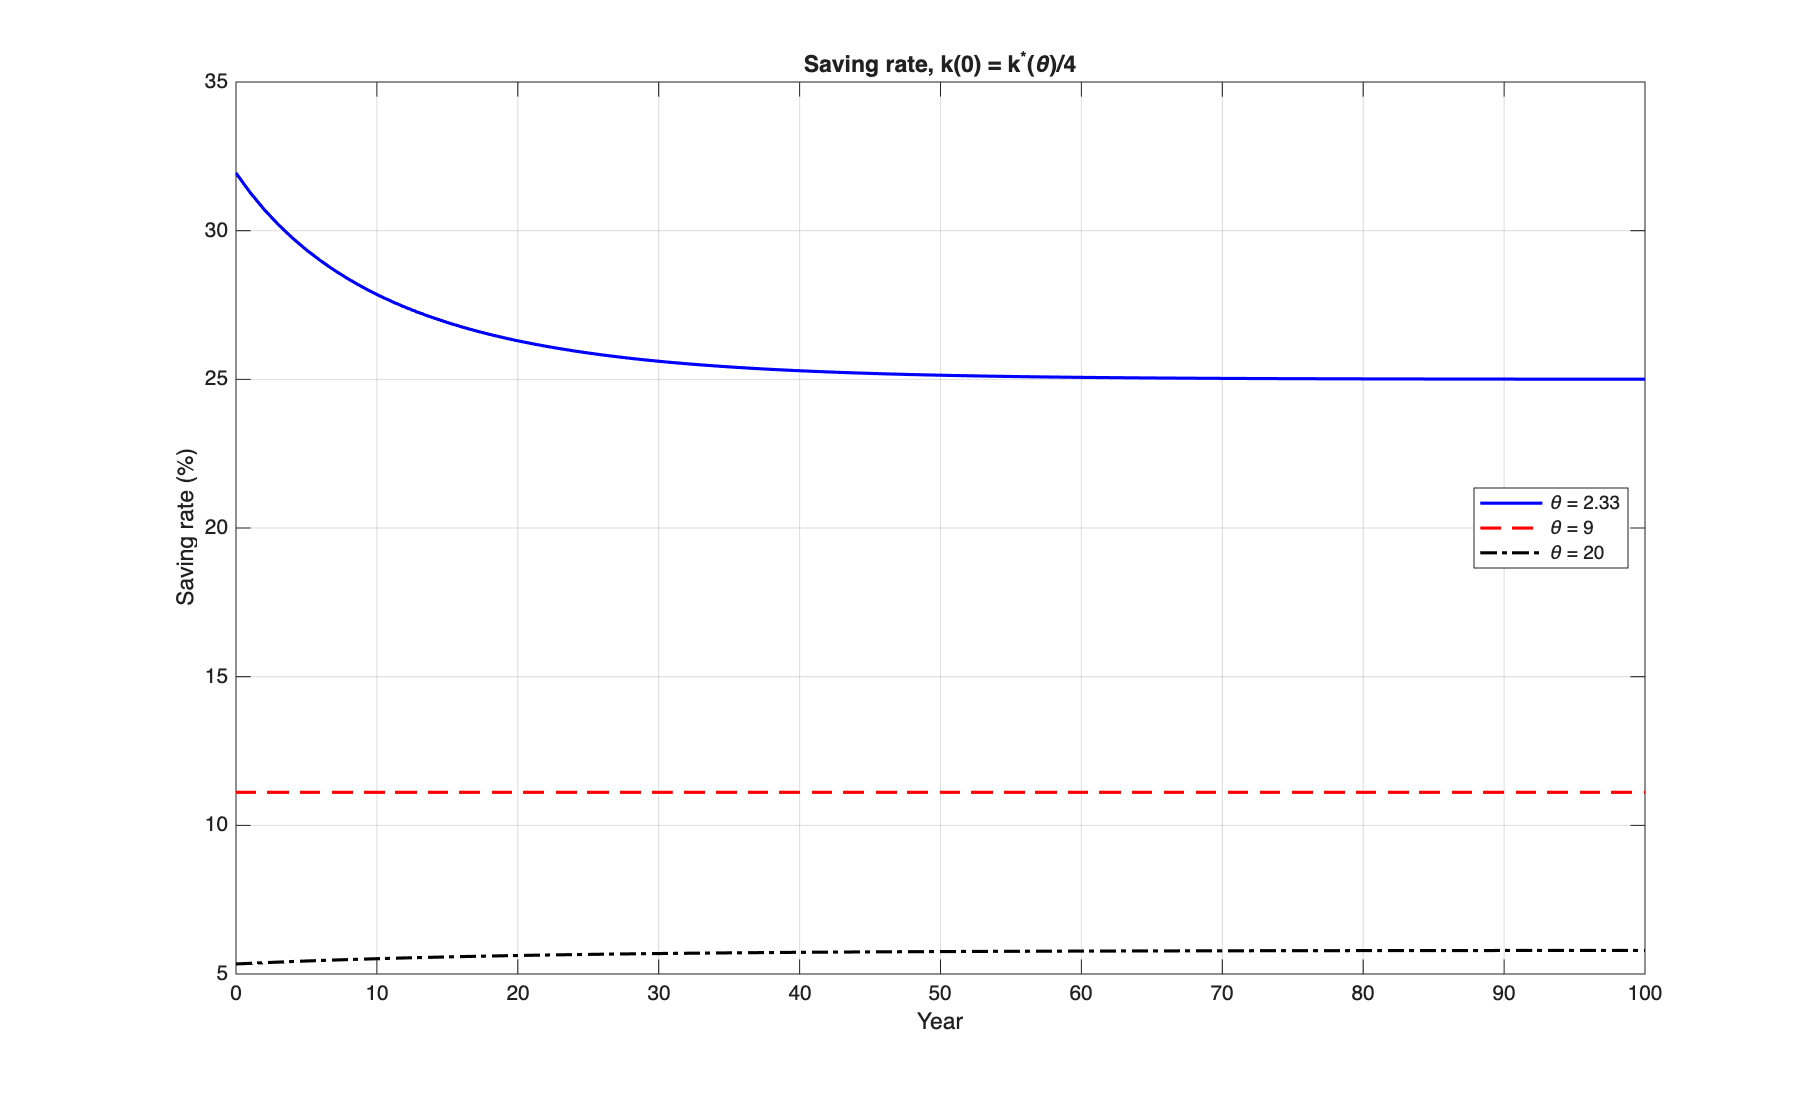 Saving rate, k(0) = k*(θ)/4
35
30
25
20
15
10
5
Saving rate (%)
θ = 2.33
θ = 9
θ = 20
0 10 20 30 40 50 60 70 80 90 100
Year